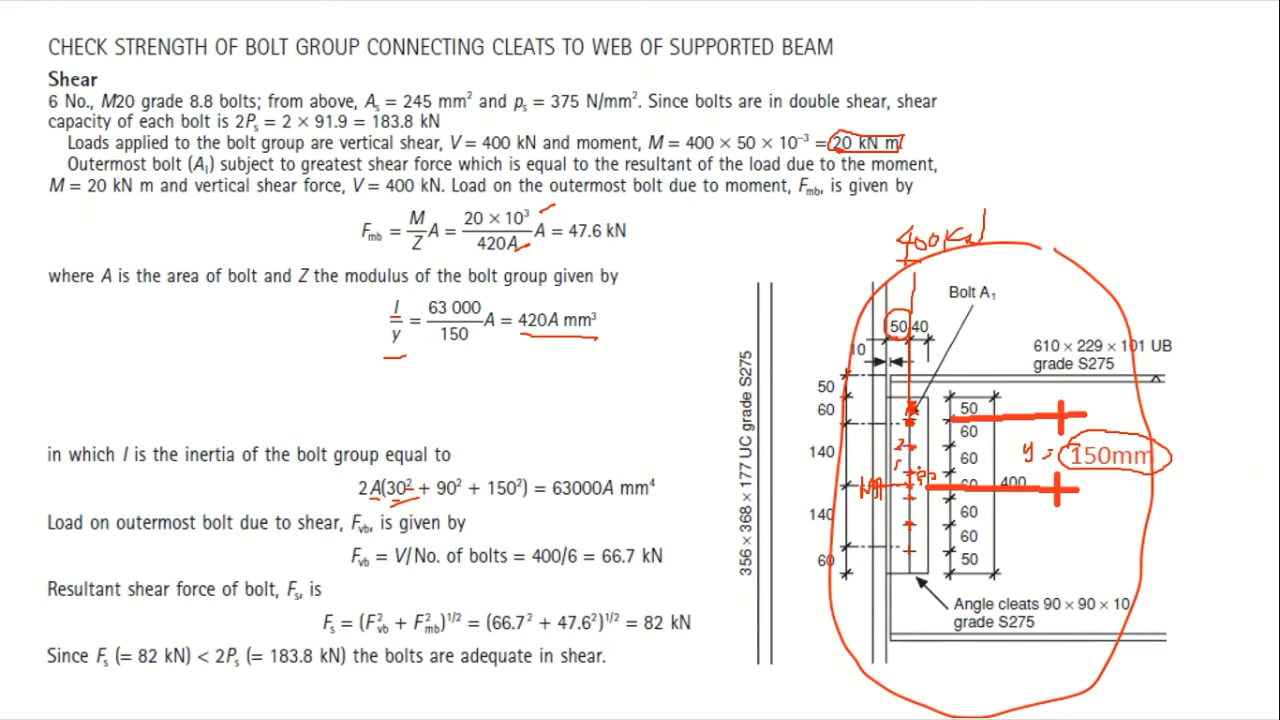 CHECK STRENGTH OF BOLT GROUP CONNECTING CLEATS TO WEB OF SUPPORTED BEAM
Shear
6 No., M20 grade 8.8 bolts; from above, Aₛ = 245 mm² and pₛ = 375 N/mm². Since bolts are in double shear, shear
capacity of each bolt is 2Pₛ = 2 × 91.9 = 183.8 kN
Loads applied to the bolt group are vertical shear, V = 400 kN and moment, M = 400 × 50 × 10⁻³ = 20 kN m.
Outermost bolt (A₁) subject to greatest shear force which is equal to the resultant of the load due to the moment,
M = 20 kN m and vertical shear force, V = 400 kN. Load on the outermost bolt due to moment, F_mb, is given by
F_mb = M/Z A = 20 × 10³/420A A = 47.6 kN
where A is the area of bolt and Z the modulus of the bolt group given by
I/y = 63 000/150 A = 420A mm³
in which I is the inertia of the bolt group equal to
2A(30² + 90² + 150²) = 63000A mm⁴
Load on outermost bolt due to shear, F_vb, is given by
F_vb = V/No. of bolts = 400/6 = 66.7 kN
Resultant shear force of bolt, Fₛ, is
Fₛ = (F²_vb + F²_mb)^1/2 = (66.7² + 47.6²)^1/2 = 82 kN
Since Fₛ (= 82 kN) < 2Pₛ (= 183.8 kN) the bolts are adequate in shear.
Bolt A₁
50 40
10
610 × 229 × 101 UB
grade S275
50
60
140
140
60
50
60
60
60
60
60
50
400
y = 150mm
356 × 368 × 177 UC grade S275
Angle cleats 90 × 90 × 10
grade S275